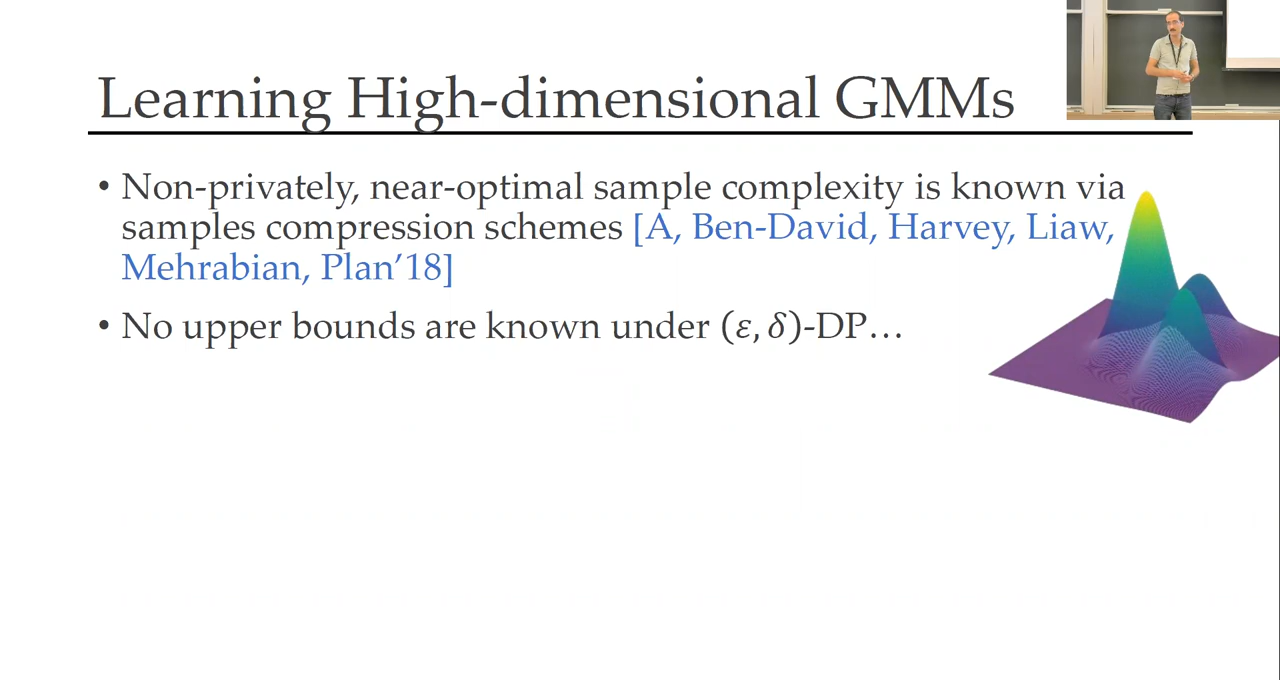 Learning High-dimensional GMMs
• Non-privately, near-optimal sample complexity is known via
samples compression schemes [A, Ben-David, Harvey, Liaw,
Mehrabian, Plan’18]
• No upper bounds are known under (ε, δ)-DP…